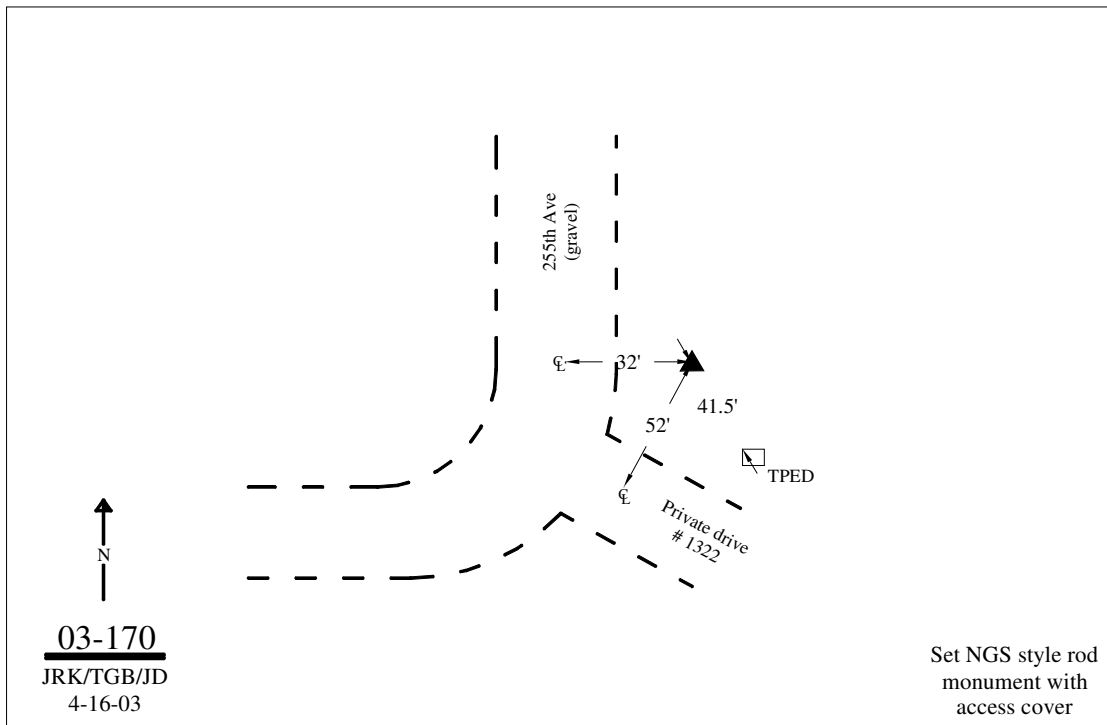 255th Ave
(gravel)
℄
32'
41.5'
52'
TPED
℄
Private drive
# 1322
N
03-170
JRK/TGB/JD
4-16-03
Set NGS style rod
monument with
access cover